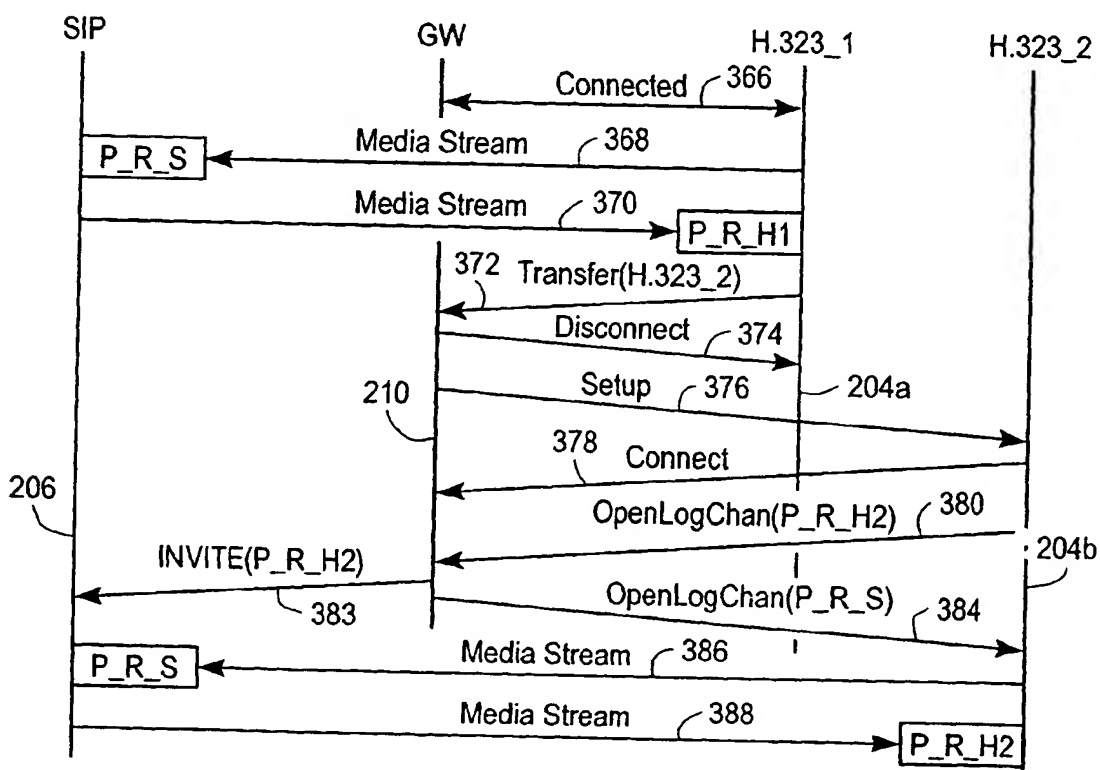 SIP GW H.323_1 H.323_2
Connected 366
P_R_S Media Stream 368
Media Stream 370 P_R_H1
372 Transfer(H.323_2)
Disconnect 374
210 Setup 376 204a
378 Connect
206 OpenLogChan(P_R_H2) 380
INVITE(P_R_H2) 204b
383 OpenLogChan(P_R_S) 384
P_R_S Media Stream 386
Media Stream 388 P_R_H2